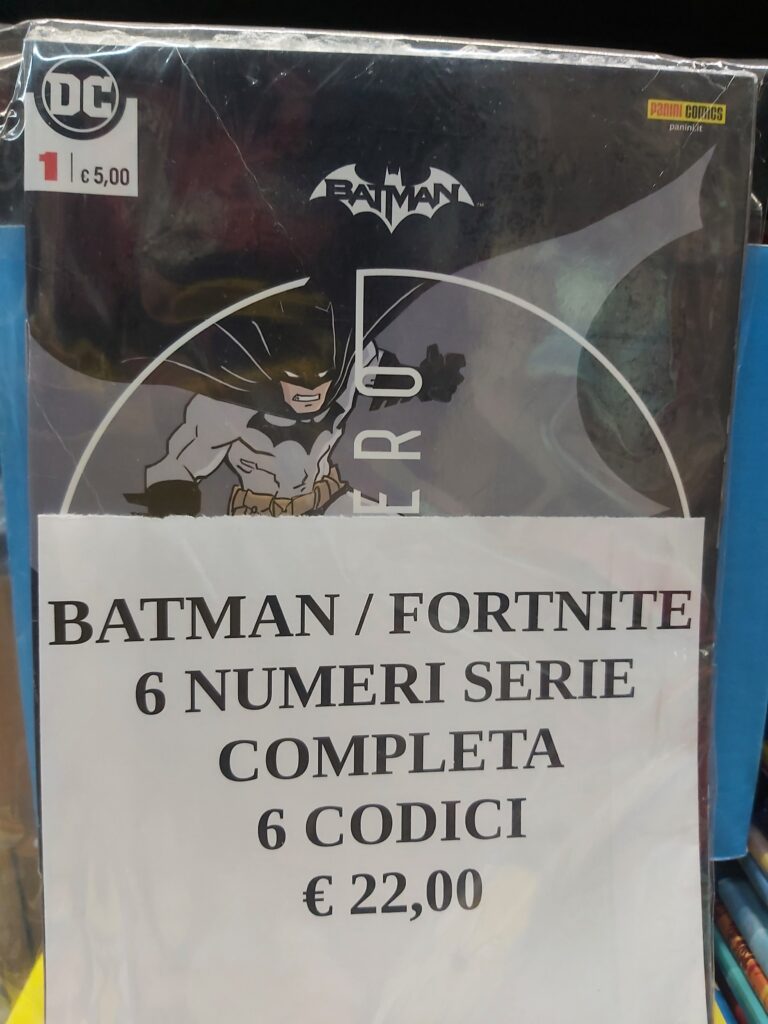 DC
PANINI COMICS
panini.it
1 | € 5,00
BATMAN
ERO
BATMAN / FORTNITE
6 NUMERI SERIE
COMPLETA
6 CODICI
€ 22,00